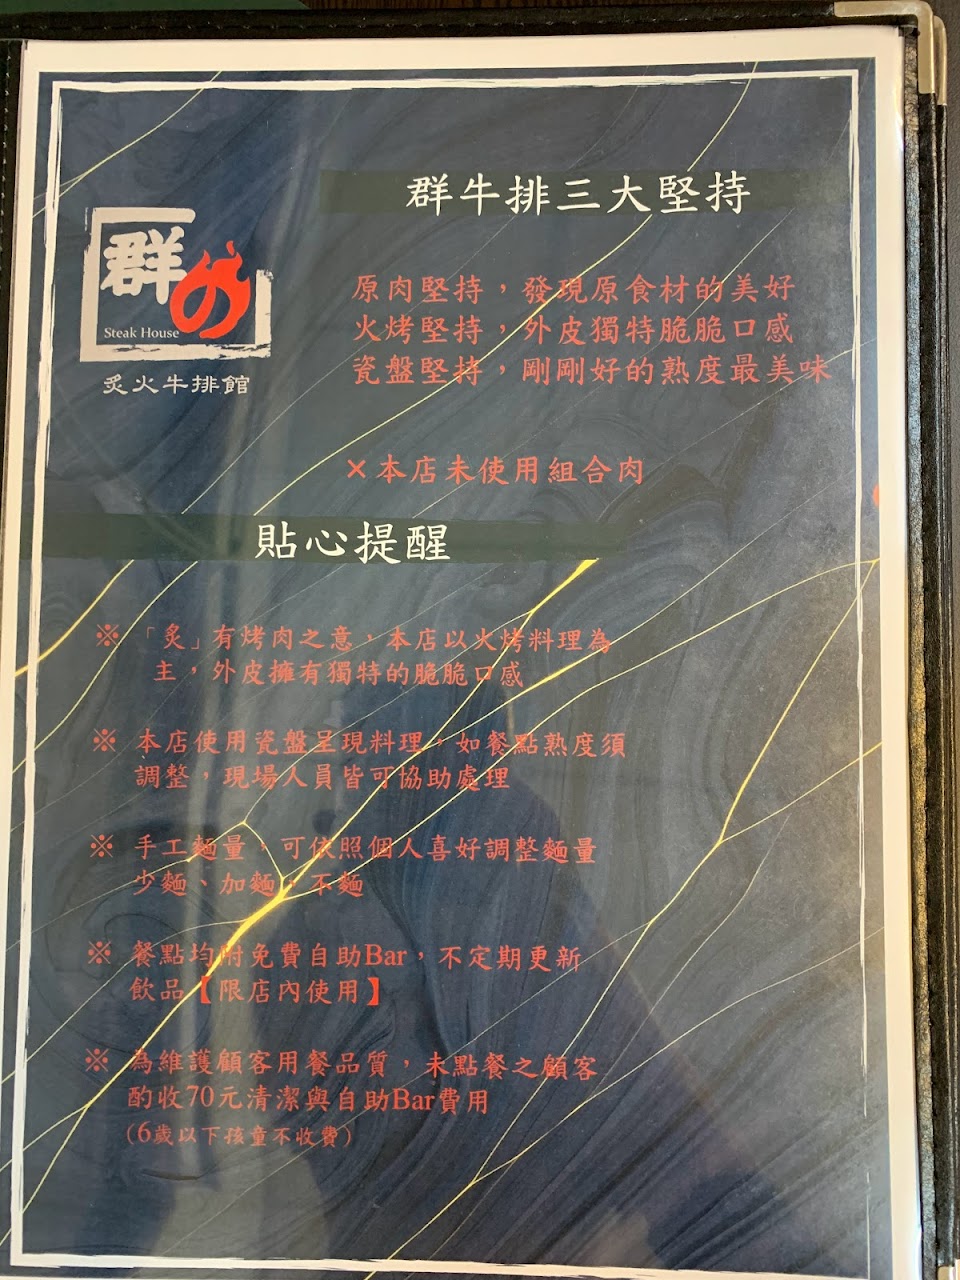 群の
Steak House
炙火牛排館
群牛排三大堅持
原肉堅持，發現原食材的美好
火烤堅持，外皮獨特脆脆口感
瓷盤堅持，剛剛好的熟度最美味
×本店未使用組合肉
貼心提醒
※「炙」有烤肉之意，本店以火烤料理為
主，外皮擁有獨特的脆脆口感
※ 本店使用瓷盤呈現料理，如餐點熟度須
調整，現場人員皆可協助處理
※ 手工麵量，可依照個人喜好調整麵量
少麵、加麵、不麵
※ 餐點均附免費自助Bar，不定期更新
飲品【限店內使用】
※ 為維護顧客用餐品質，未點餐之顧客
酌收70元清潔與自助Bar費用
(6歲以下孩童不收費)